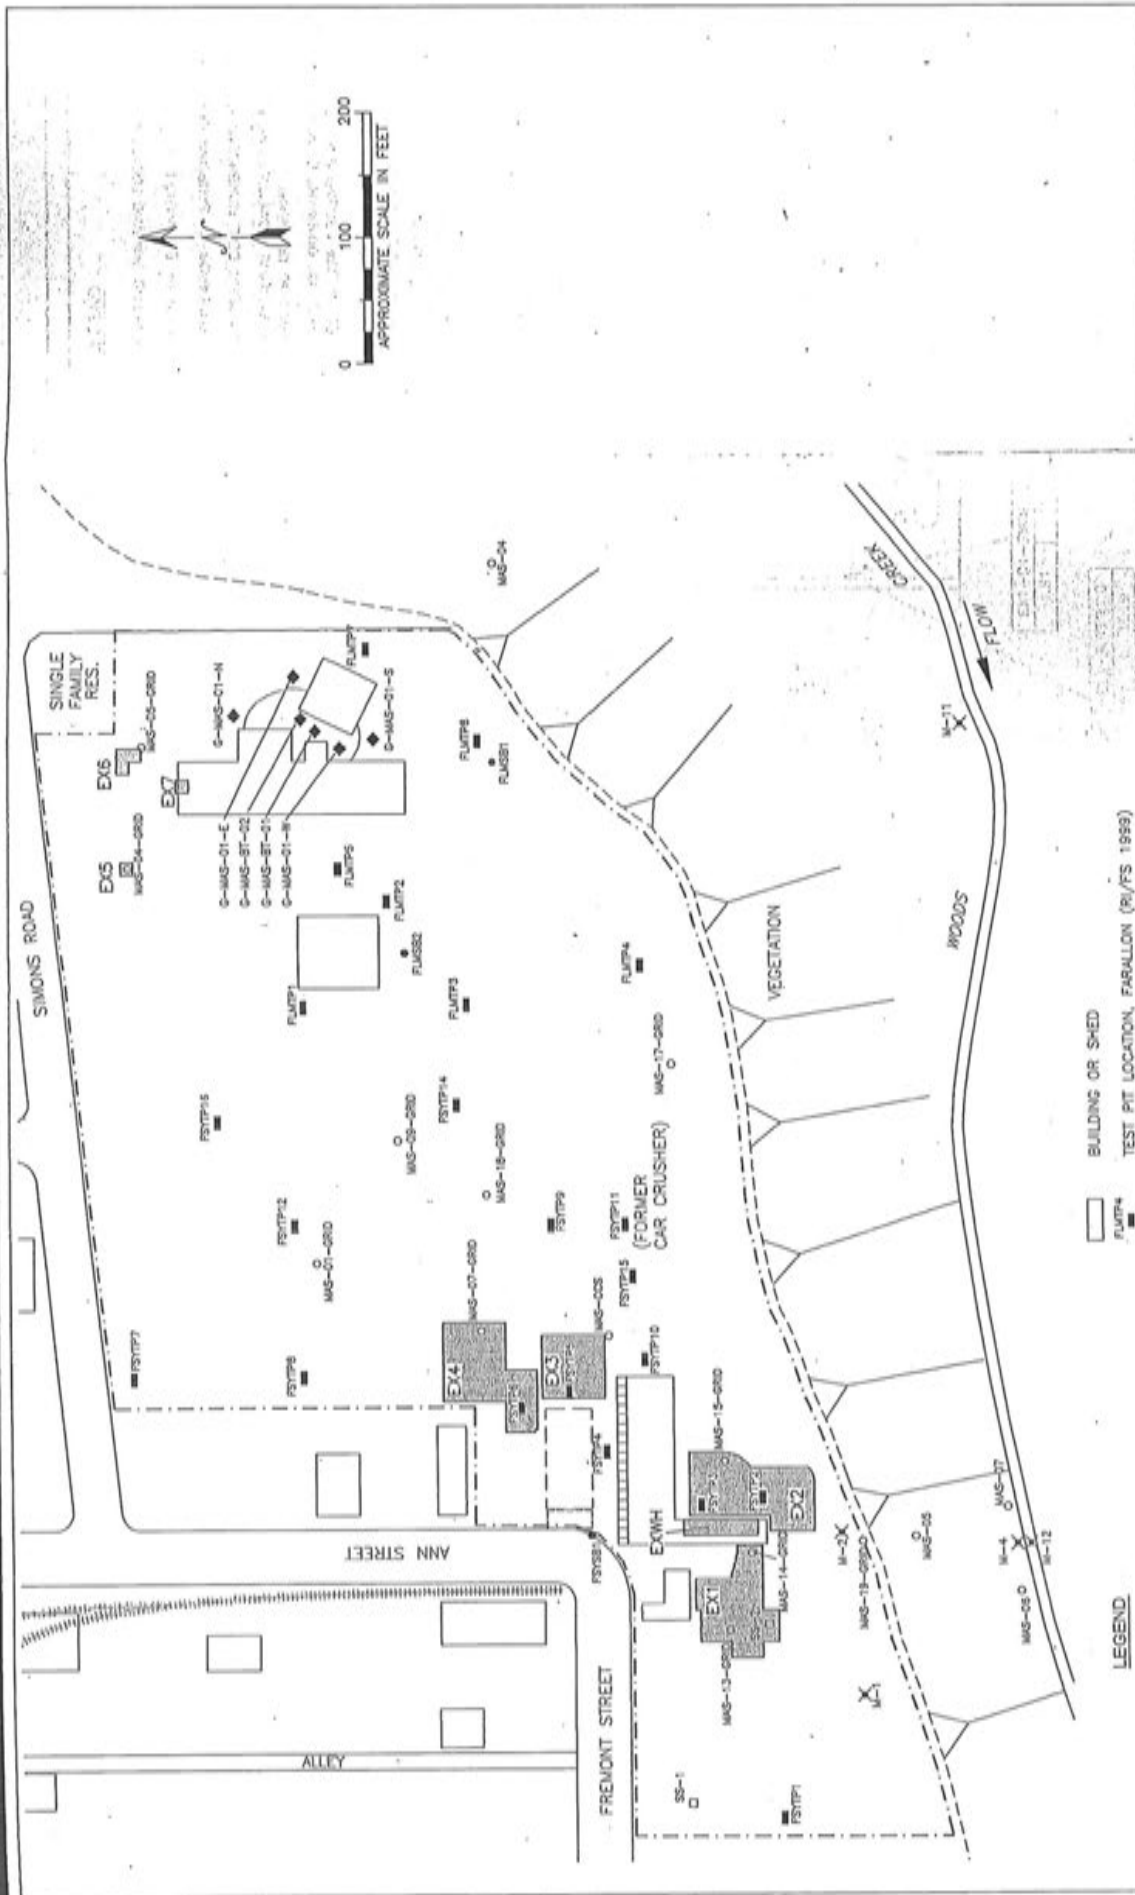 SIMONS ROAD
SINGLE
FAMILY
RES.
EX5
MAS-04-GRID
EX6
MAS-05-GRID
EX7
G-MAS-01-N
G-MAS-01-E
G-MAS-BT-02
G-MAS-BT-01
G-MAS-01-W
G-MAS-01-S
FLMTP7
FLMTP5
FLMTP2
FLMSB2
FLMTP1
FLMTP3
FLMTP6
FLMSB1
FLMTP4
MAS-04
0 100 200
APPROXIMATE SCALE IN FEET
FSYTP7
FSYTP8
FSYTP12
MAS-01-GRID
FSYTP16
MAS-09-GRID
FSYTP14
MAS-18-GRID
FSYTP9
FSYTP11
(FORMER
CAR CRUSHER)
MAS-17-GRID
MAS-07-GRID
EX4
EX3
MAS-CCS
FSYTP15
FSYTP10
FSYTP4
ANN STREET
ALLEY
FREMONT STREET
FSYSB1
EXWH
MAS-15-GRID
EX2
EX1
MAS-14-GRID
MAS-13-GRID
SS-1
FSYTP1
M-1
M-2
MAS-19-GRID
MAS-05
MAS-07
M-4
M-12
MAS-06
VEGETATION
WOODS
CREEK
FLOW
M-11
LEGEND
BUILDING OR SHED
FLMTP4
TEST PIT LOCATION, FARALLON (RI/FS 1999)